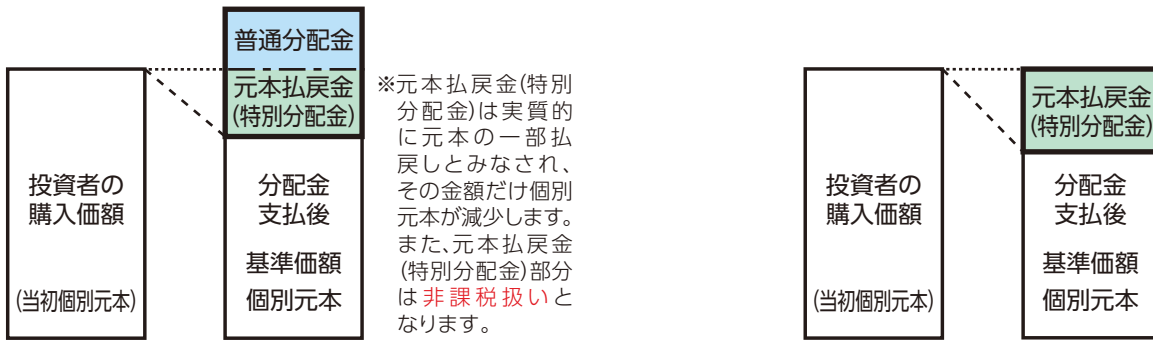 普通分配金
元本払戻金
(特別分配金)
投資者の
購入価額
(当初個別元本)
分配金
支払後
基準価額
個別元本
※元本払戻金(特別
分配金)は実質的
に元本の一部払
戻しとみなされ、
その金額だけ個別
元本が減少します。
また、元本払戻金
(特別分配金)部分
は非課税扱いと
なります。
元本払戻金
(特別分配金)
投資者の
購入価額
(当初個別元本)
分配金
支払後
基準価額
個別元本